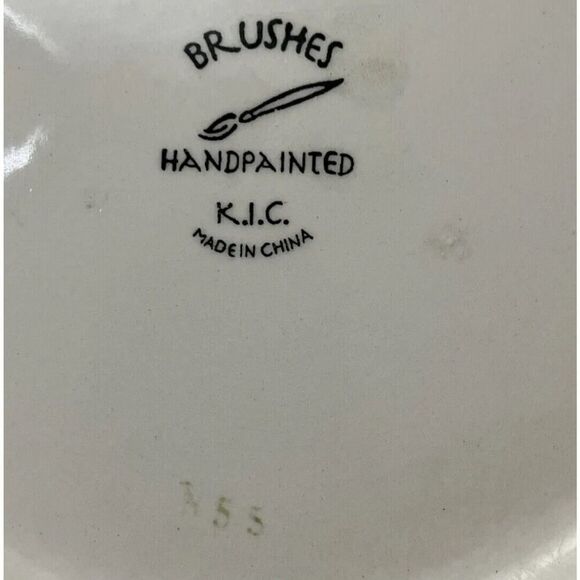 BRUSHES
HANDPAINTED
K.I.C.
MADE IN CHINA